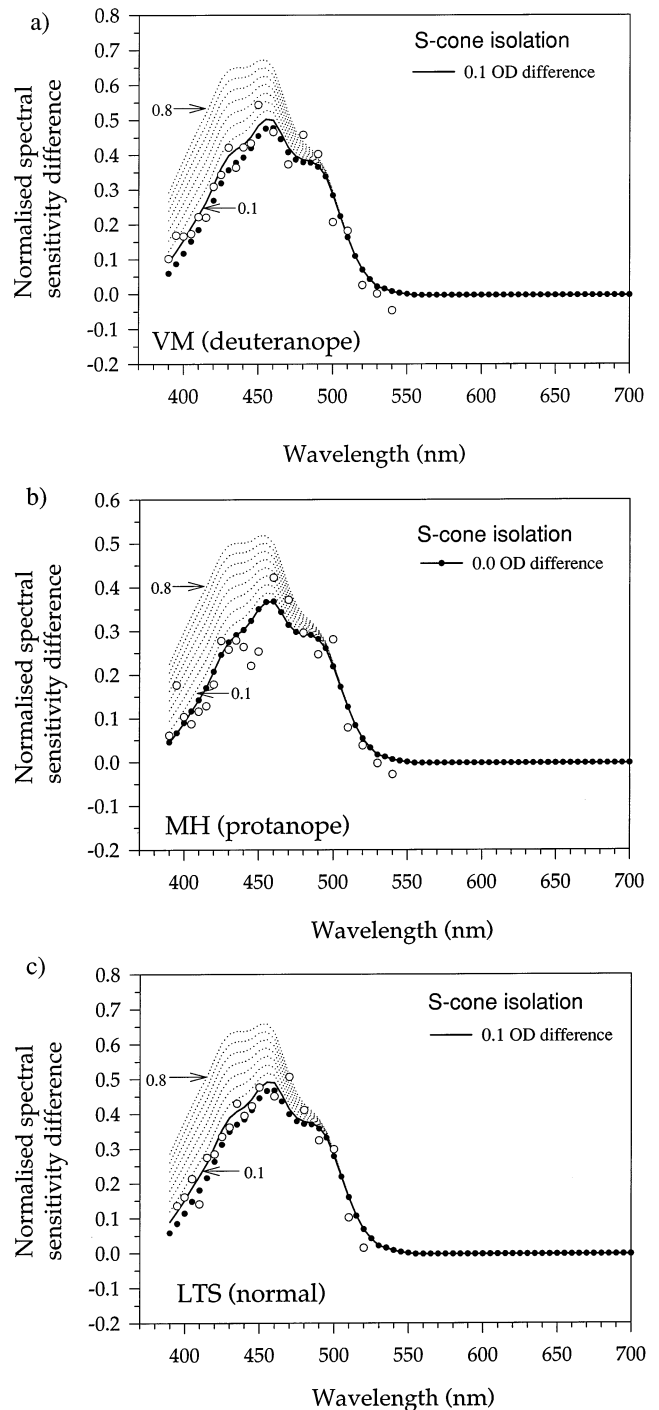 a)
0.8
0.7
0.6
0.5
0.4
0.3
0.2
0.1
0.0
-0.1
-0.2
Normalised spectral
sensitivity difference
S-cone isolation
0.1 OD difference
0.8
0.1
VM (deuteranope)
400 450 500 550 600 650 700
Wavelength (nm)
b)
0.6
0.5
0.4
0.3
0.2
0.1
0.0
-0.1
-0.2
Normalised spectral
sensitivity difference
S-cone isolation
0.0 OD difference
0.8
0.1
MH (protanope)
400 450 500 550 600 650 700
Wavelength (nm)
c)
0.8
0.7
0.6
0.5
0.4
0.3
0.2
0.1
0.0
-0.1
-0.2
Normalised spectral
sensitivity difference
S-cone isolation
0.1 OD difference
0.8
0.1
LTS (normal)
400 450 500 550 600 650 700
Wavelength (nm)